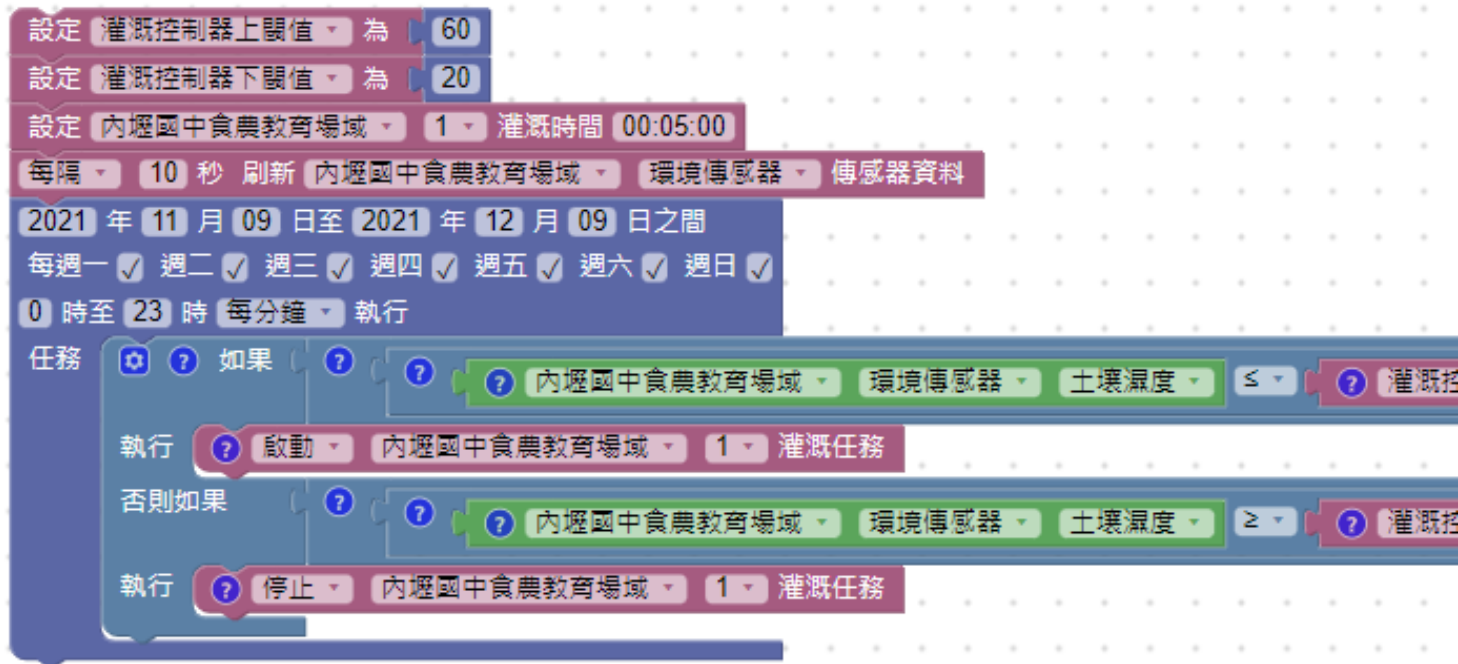 設定 灌溉控制器上閾值 為 60
設定 灌溉控制器下閾值 為 20
設定 內壢國中食農教育場域 1 灌溉時間 00:05:00
每隔 10 秒 刷新 內壢國中食農教育場域 環境傳感器 傳感器資料
2021 年 11 月 09 日至 2021 年 12 月 09 日之間
每週一 ✓ 週二 ✓ 週三 ✓ 週四 ✓ 週五 ✓ 週六 ✓ 週日 ✓
0 時至 23 時 每分鐘 執行
任務 ? 如果 ? ? ? 內壢國中食農教育場域 環境傳感器 土壤濕度 ≤ ? 灌溉控
執行 ? 啟動 內壢國中食農教育場域 1 灌溉任務
否則如果 ? ? ? 內壢國中食農教育場域 環境傳感器 土壤濕度 ≥ ? 灌溉控
執行 ? 停止 內壢國中食農教育場域 1 灌溉任務